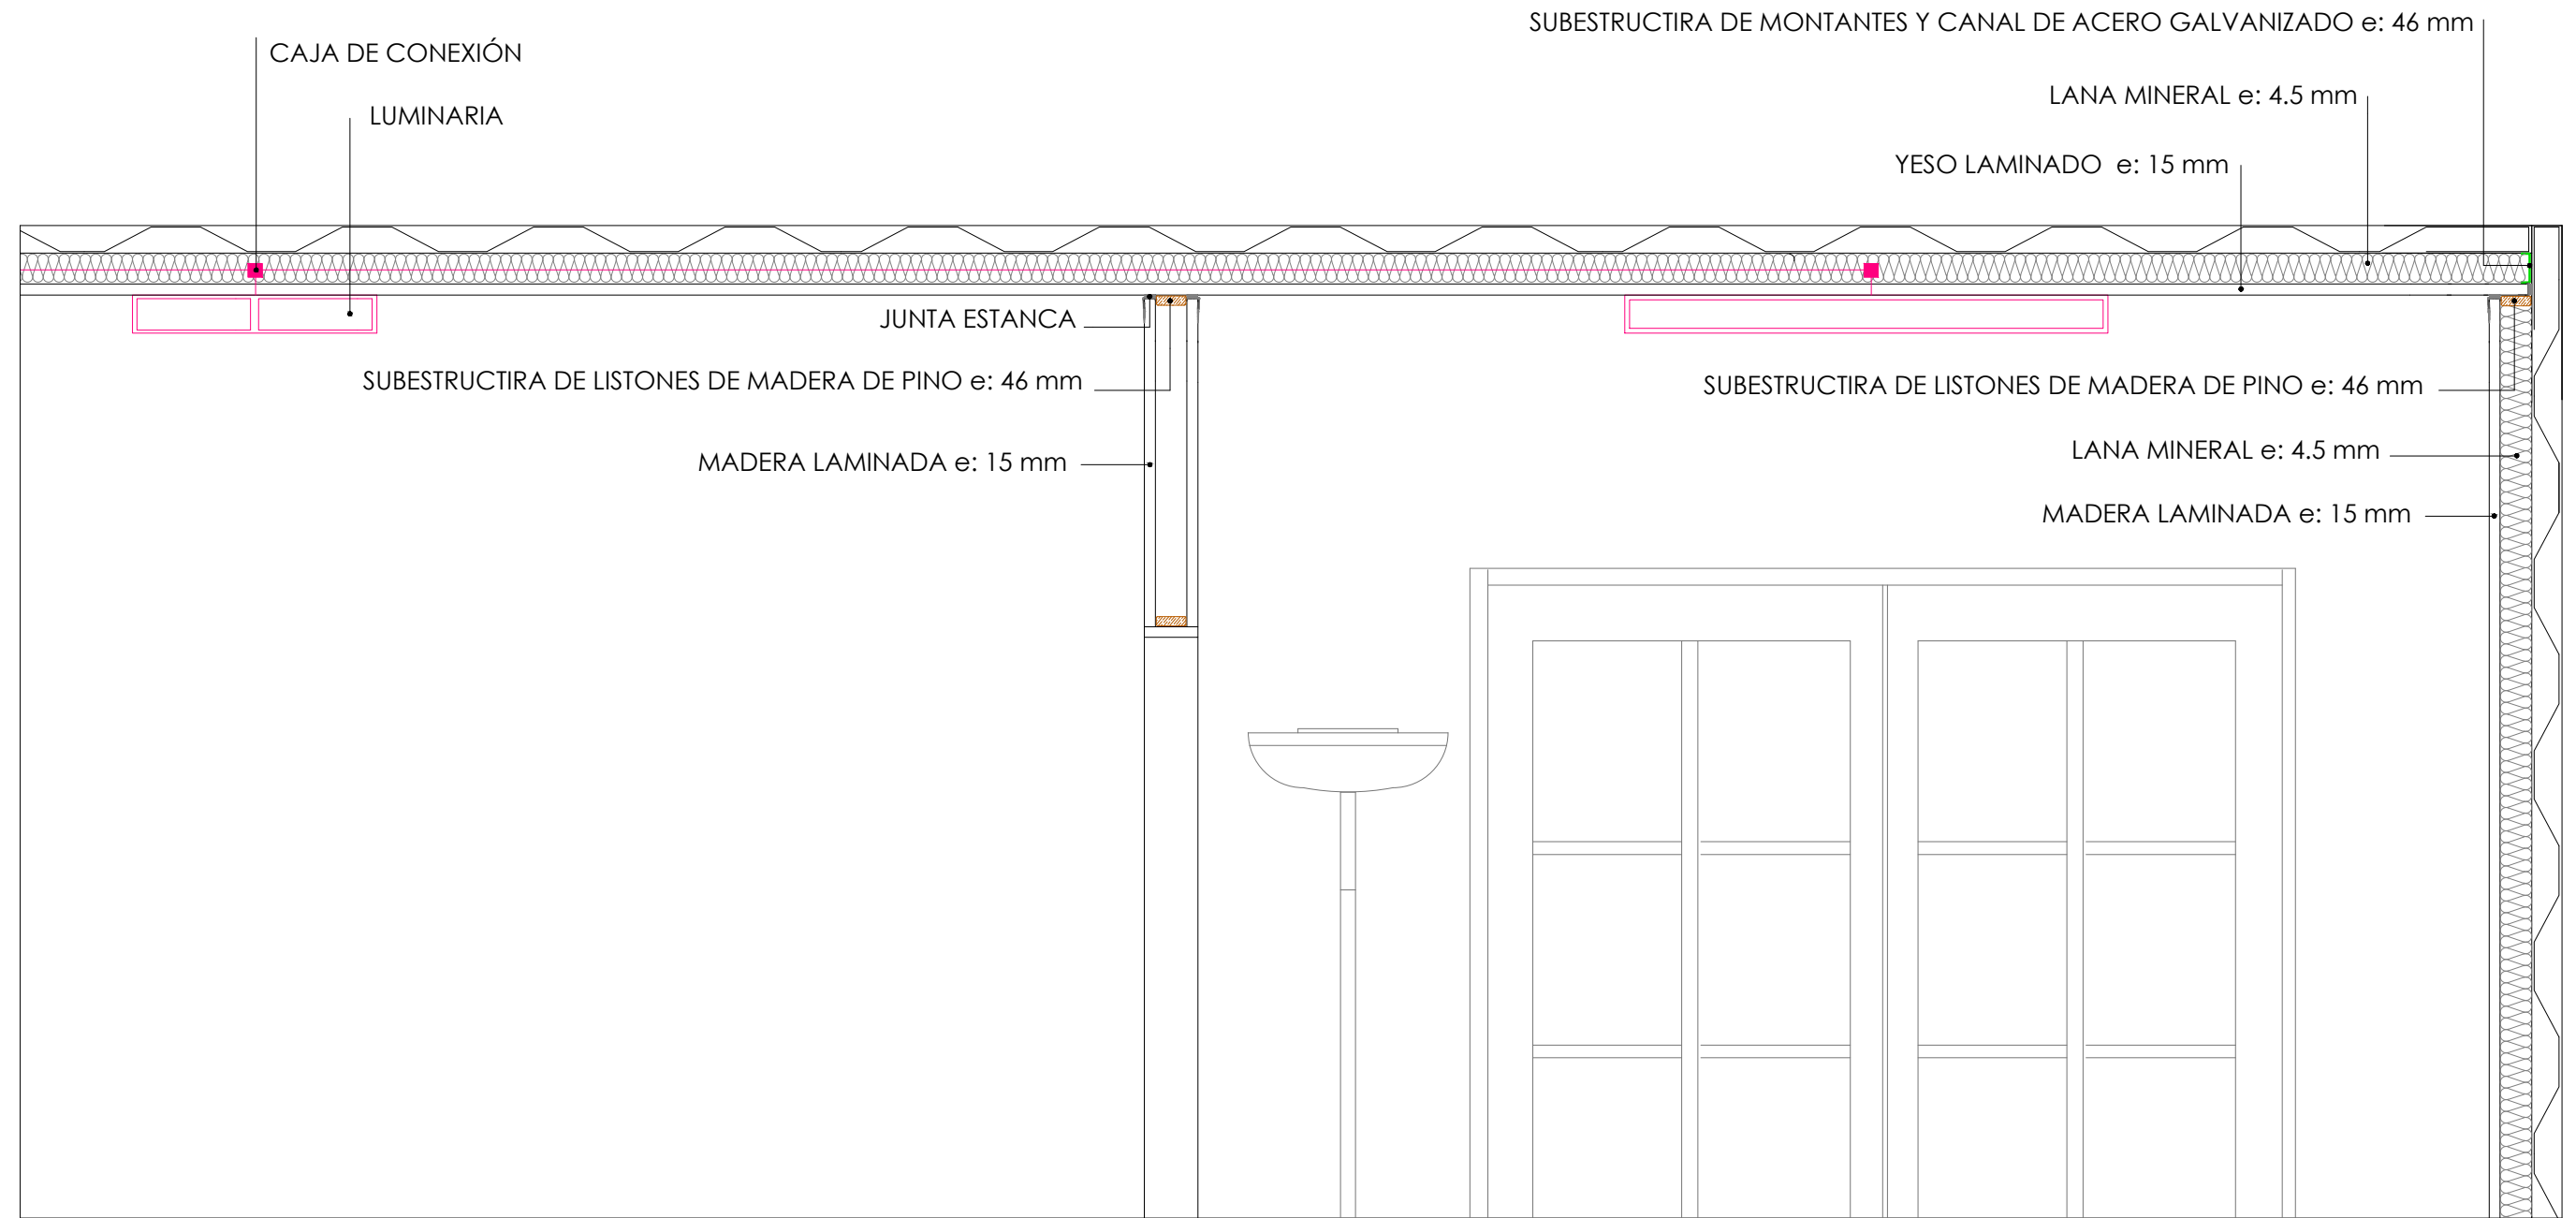 SUBESTRUCTIRA DE MONTANTES Y CANAL DE ACERO GALVANIZADO e: 46 mm
CAJA DE CONEXIÓN
LANA MINERAL e: 4.5 mm
LUMINARIA
YESO LAMINADO e: 15 mm
JUNTA ESTANCA
SUBESTRUCTIRA DE LISTONES DE MADERA DE PINO e: 46 mm
SUBESTRUCTIRA DE LISTONES DE MADERA DE PINO e: 46 mm
LANA MINERAL e: 4.5 mm
MADERA LAMINADA e: 15 mm
MADERA LAMINADA e: 15 mm